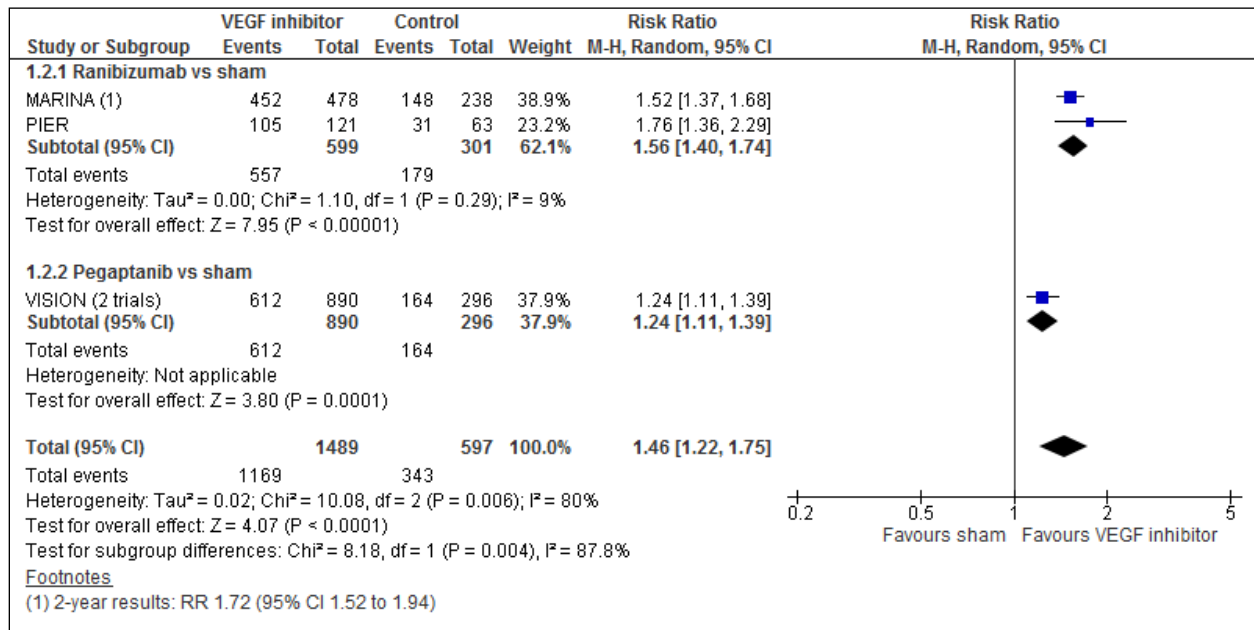 VEGF inhibitor Control Risk Ratio Risk Ratio
Study or Subgroup Events Total Events Total Weight M-H, Random, 95% CI M-H, Random, 95% CI
1.2.1 Ranibizumab vs sham
MARINA (1) 452 478 148 238 38.9% 1.52 [1.37, 1.68]
PIER 105 121 31 63 23.2% 1.76 [1.36, 2.29]
Subtotal (95% CI) 599 301 62.1% 1.56 [1.40, 1.74]
Total events 557 179
Heterogeneity: Tau² = 0.00; Chi² = 1.10, df = 1 (P = 0.29); I² = 9%
Test for overall effect: Z = 7.95 (P < 0.00001)
1.2.2 Pegaptanib vs sham
VISION (2 trials) 612 890 164 296 37.9% 1.24 [1.11, 1.39]
Subtotal (95% CI) 890 296 37.9% 1.24 [1.11, 1.39]
Total events 612 164
Heterogeneity: Not applicable
Test for overall effect: Z = 3.80 (P = 0.0001)
Total (95% CI) 1489 597 100.0% 1.46 [1.22, 1.75]
Total events 1169 343
Heterogeneity: Tau² = 0.02; Chi² = 10.08, df = 2 (P = 0.006); I² = 80%
Test for overall effect: Z = 4.07 (P < 0.0001)
Test for subgroup differences: Chi² = 8.18, df = 1 (P = 0.004), I² = 87.8%
0.2 0.5 1 2 5
Favours sham Favours VEGF inhibitor
Footnotes
(1) 2-year results: RR 1.72 (95% CI 1.52 to 1.94)